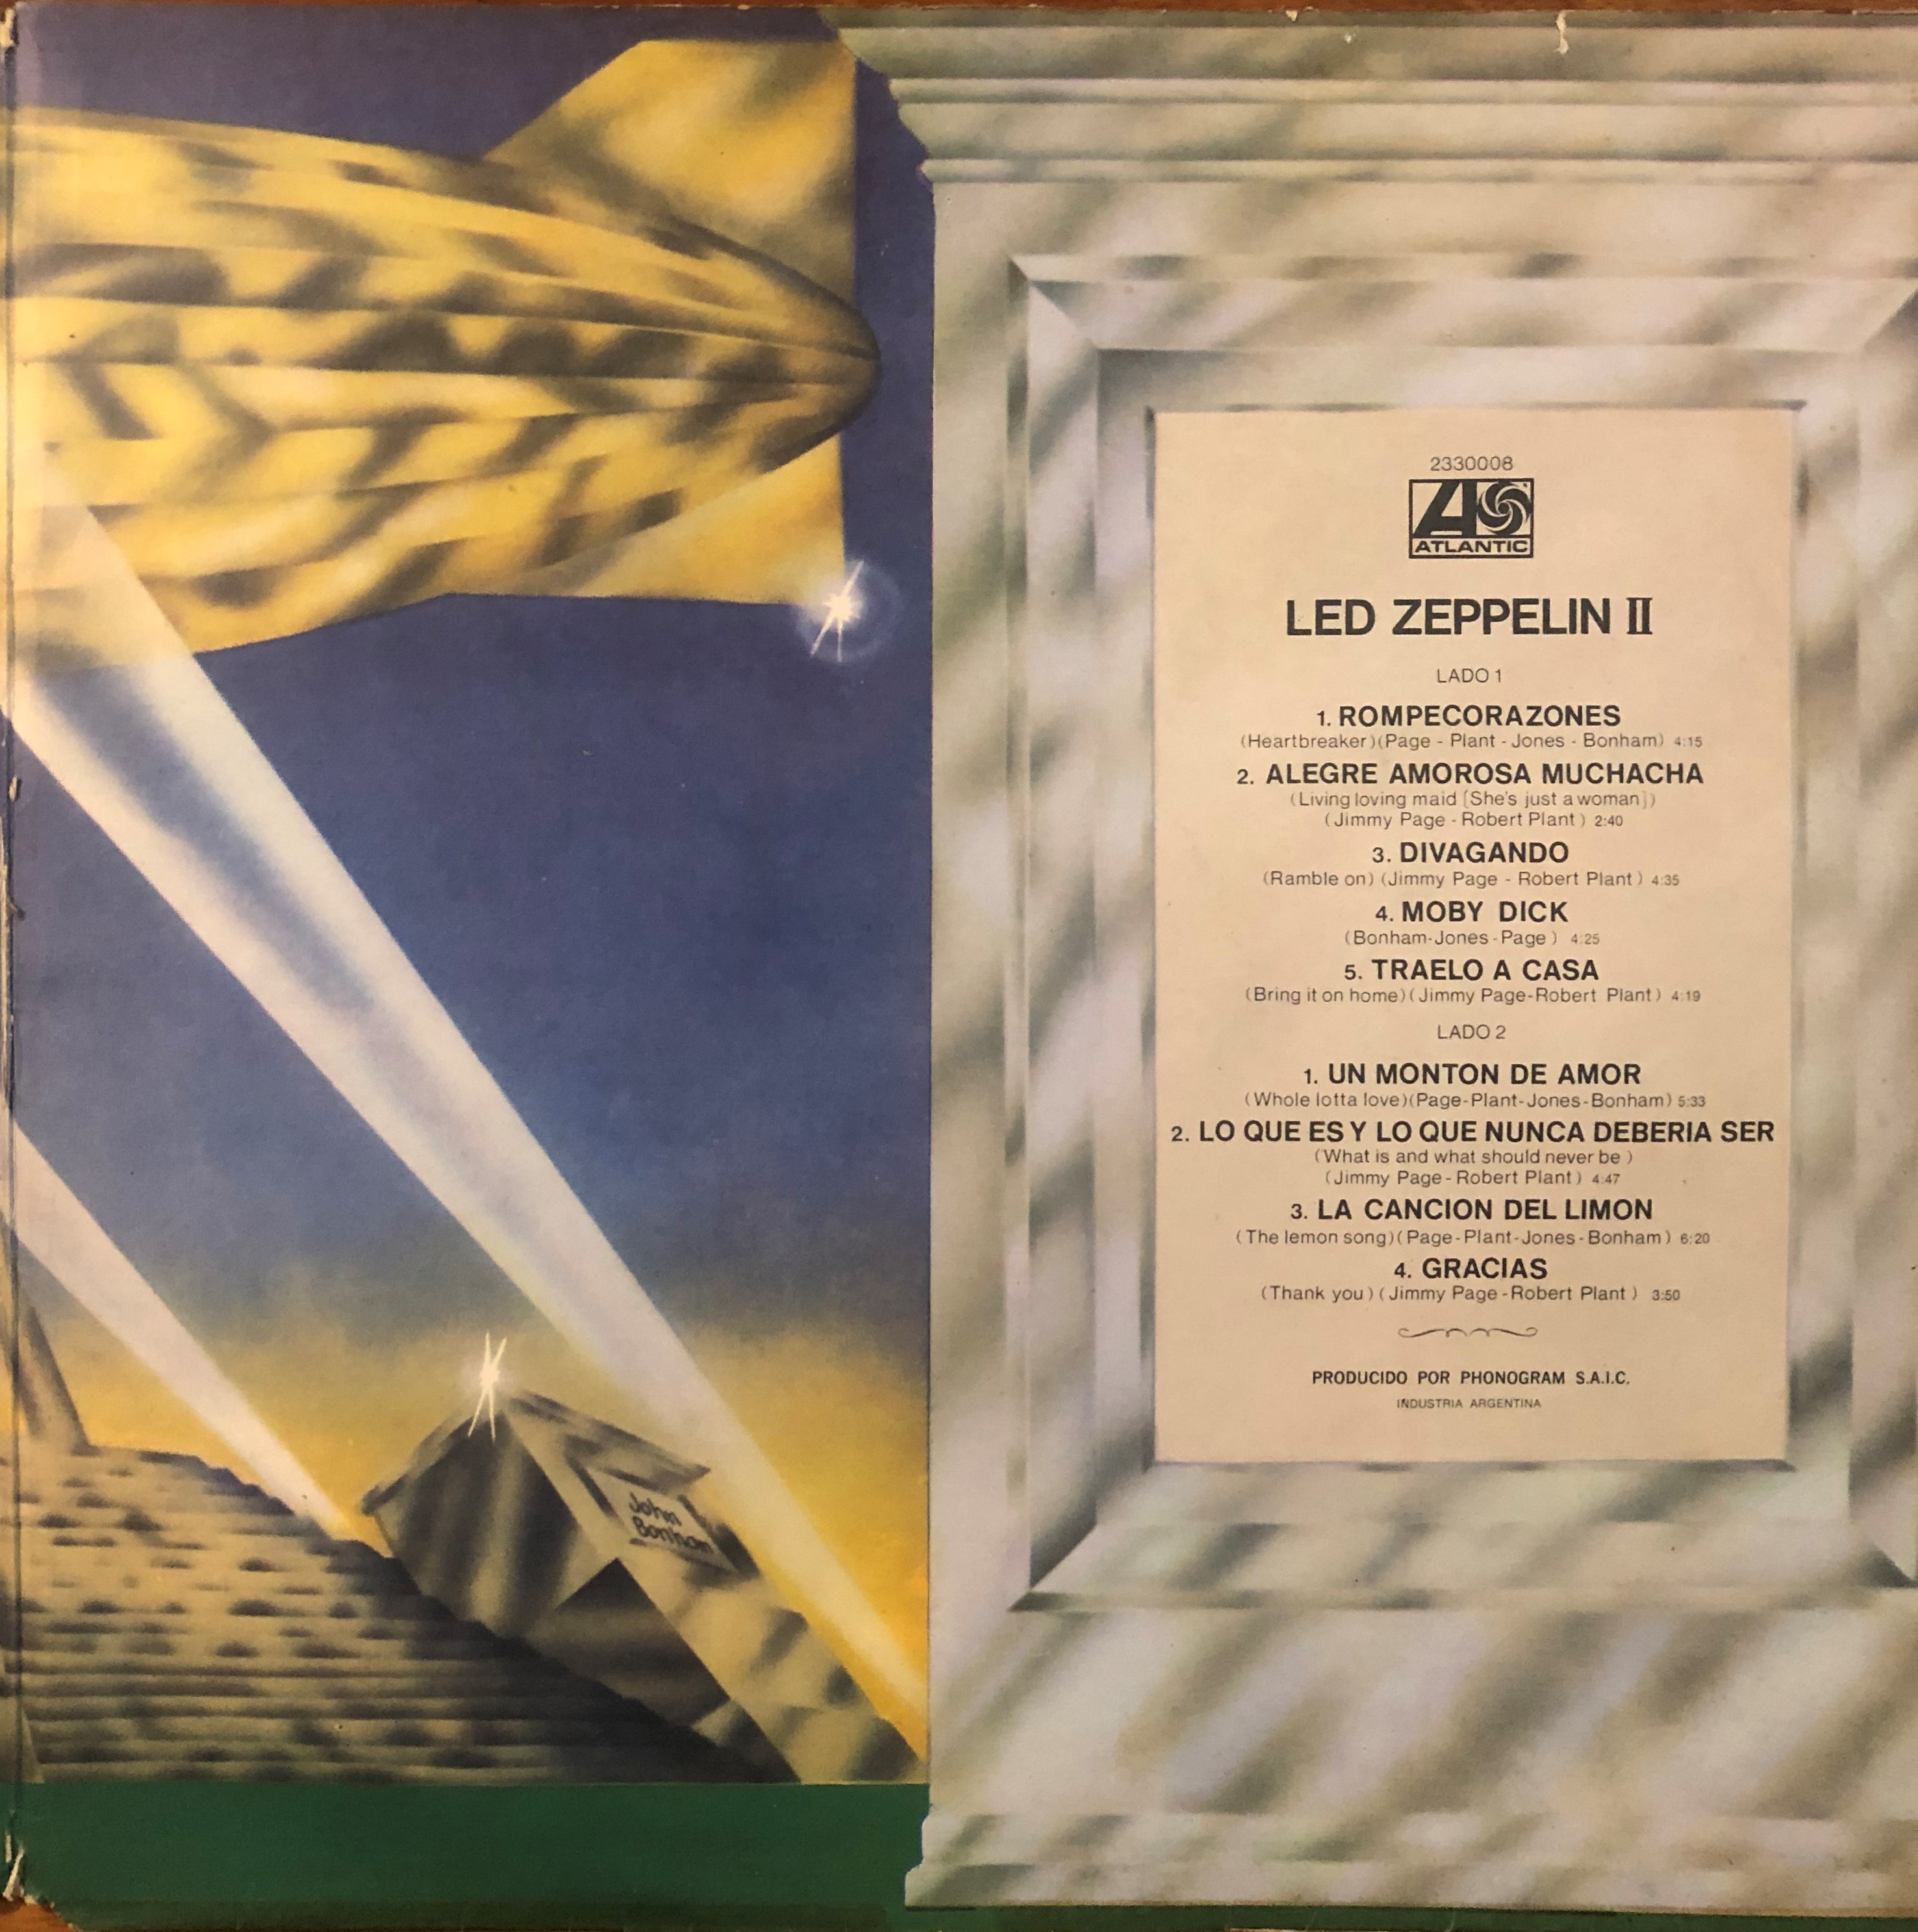 2330008
ATLANTIC
LED ZEPPELIN II
LADO 1
1. ROMPECORAZONES
(Heartbreaker)(Page - Plant - Jones - Bonham) 4:15
2. ALEGRE AMOROSA MUCHACHA
(Living loving maid [She's just a woman])
(Jimmy Page - Robert Plant) 2:40
3. DIVAGANDO
(Ramble on) (Jimmy Page - Robert Plant) 4:35
4. MOBY DICK
(Bonham-Jones-Page) 4:25
5. TRAELO A CASA
(Bring it on home)(Jimmy Page-Robert Plant) 4:19
LADO 2
1. UN MONTON DE AMOR
(Whole lotta love)(Page-Plant-Jones-Bonham) 5:33
2. LO QUE ES Y LO QUE NUNCA DEBERIA SER
(What is and what should never be)
(Jimmy Page-Robert Plant) 4:47
3. LA CANCION DEL LIMON
(The lemon song)(Page-Plant-Jones-Bonham) 6:20
4. GRACIAS
(Thank you)(Jimmy Page-Robert Plant) 3:50
PRODUCIDO POR PHONOGRAM S.A.I.C.
INDUSTRIA ARGENTINA
John
Bonham